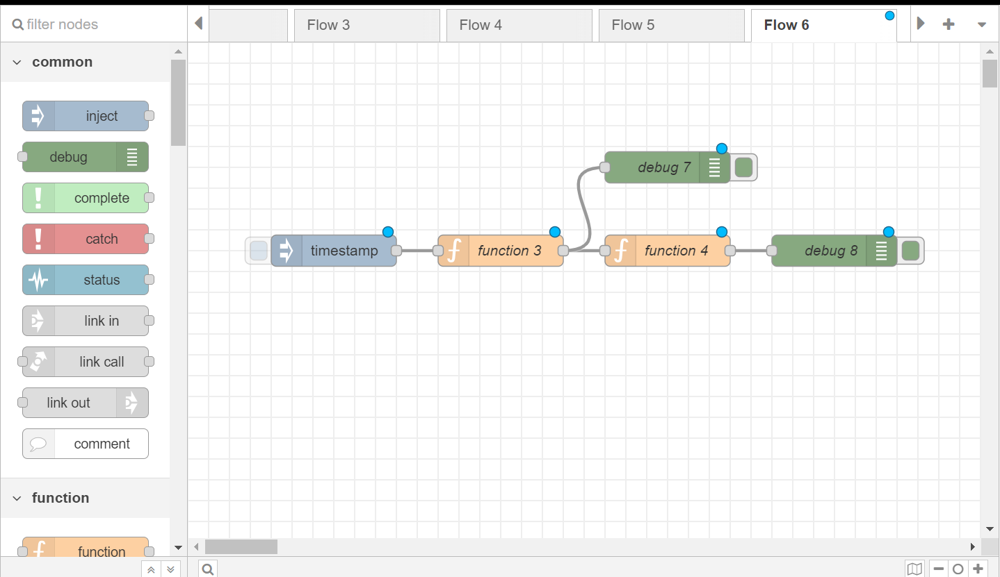 filter nodes
Flow 3
Flow 4
Flow 5
Flow 6
common
inject
debug
complete
catch
status
link in
link call
link out
comment
function
function
debug 7
timestamp
function 3
function 4
debug 8